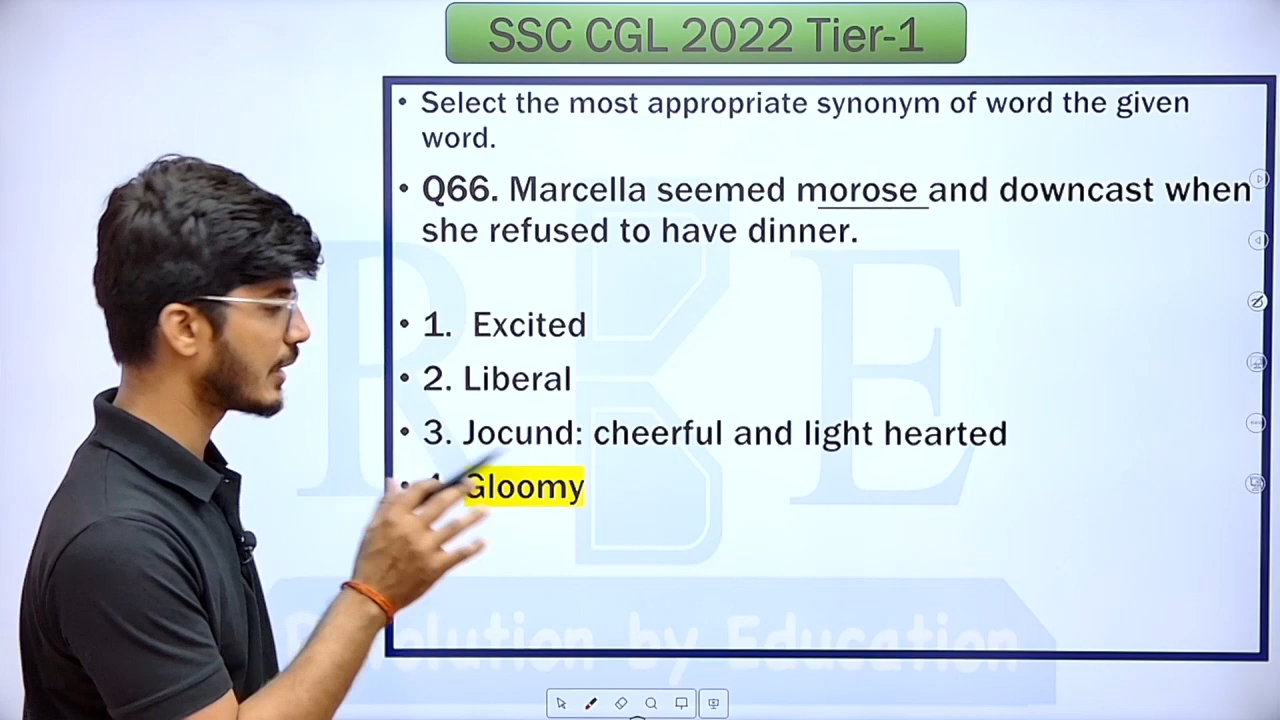 SSC CGL 2022 Tier-1
• Select the most appropriate synonym of word the given
word.
• Q66. Marcella seemed morose and downcast when
she refused to have dinner.
• 1. Excited
• 2. Liberal
• 3. Jocund: cheerful and light hearted
• Gloomy
R B E
by Education